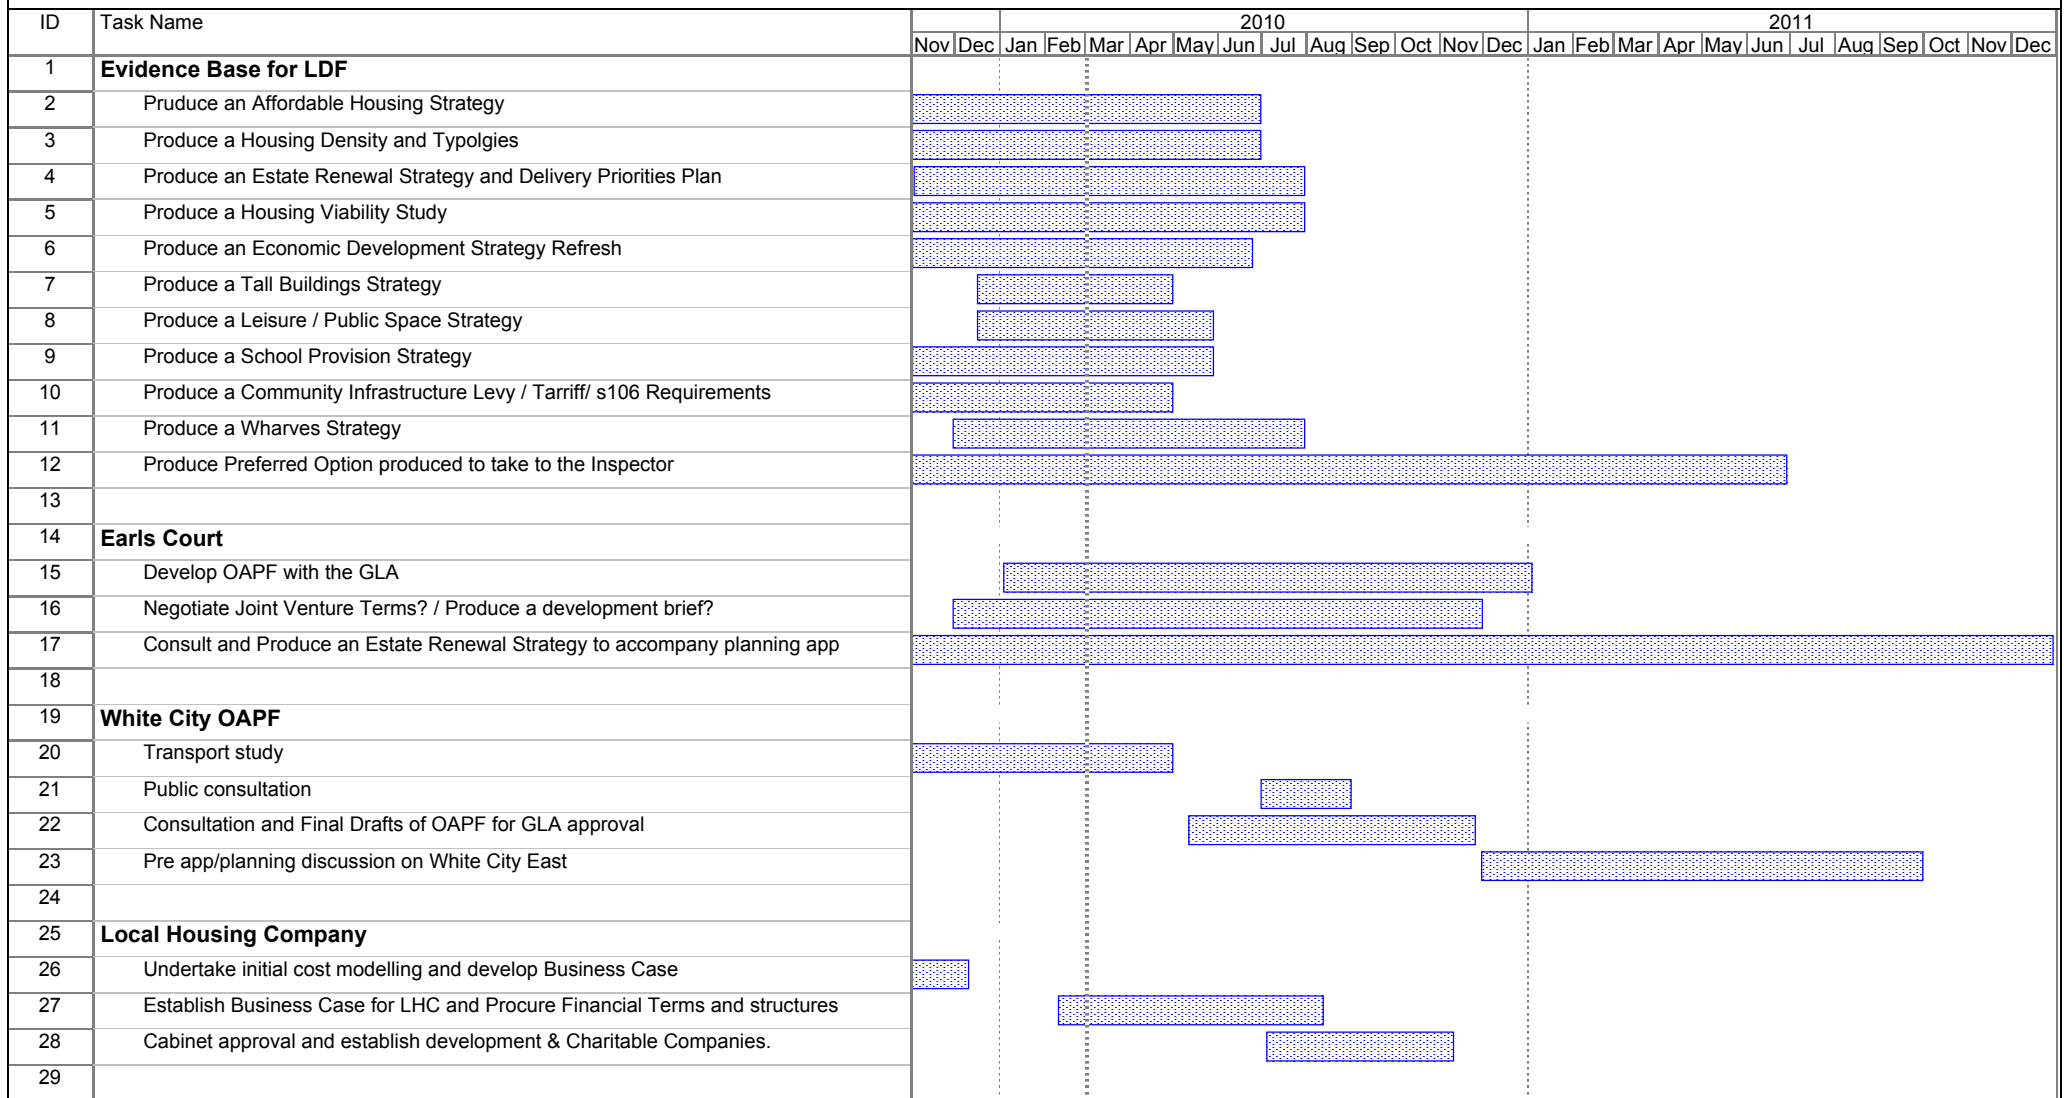 ID Task Name 2010 2011
Nov Dec Jan Feb Mar Apr May Jun Jul Aug Sep Oct Nov Dec Jan Feb Mar Apr May Jun Jul Aug Sep Oct Nov Dec
1 Evidence Base for LDF
2 Pruduce an Affordable Housing Strategy
3 Produce a Housing Density and Typolgies
4 Produce an Estate Renewal Strategy and Delivery Priorities Plan
5 Produce a Housing Viability Study
6 Produce an Economic Development Strategy Refresh
7 Produce a Tall Buildings Strategy
8 Produce a Leisure / Public Space Strategy
9 Produce a School Provision Strategy
10 Produce a Community Infrastructure Levy / Tarriff/ s106 Requirements
11 Produce a Wharves Strategy
12 Produce Preferred Option produced to take to the Inspector
13
14 Earls Court
15 Develop OAPF with the GLA
16 Negotiate Joint Venture Terms? / Produce a development brief?
17 Consult and Produce an Estate Renewal Strategy to accompany planning app
18
19 White City OAPF
20 Transport study
21 Public consultation
22 Consultation and Final Drafts of OAPF for GLA approval
23 Pre app/planning discussion on White City East
24
25 Local Housing Company
26 Undertake initial cost modelling and develop Business Case
27 Establish Business Case for LHC and Procure Financial Terms and structures
28 Cabinet approval and establish development & Charitable Companies.
29